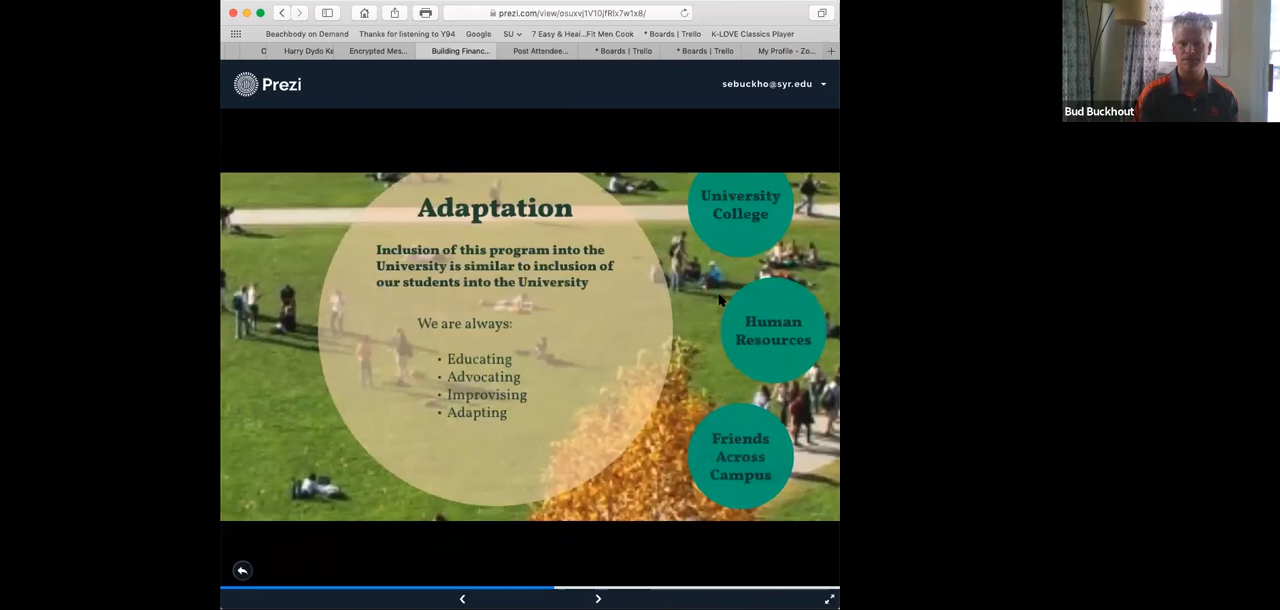 prezi.com/view/osuxvj1V10jfRlx7w1x8/
Beachbody on Demand Thanks for listening to Y94 Google SU 7 Easy & Heal...Fit Men Cook * Boards | Trello K-LOVE Classics Player
Harry Dydo Ke Encrypted Mes... Building Financ... Post Attendee... * Boards | Trello * Boards | Trello My Profile - Zo...
Prezi
sebuckho@syr.edu
Bud Buckhout
Adaptation
Inclusion of this program into the
University is similar to inclusion of
our students into the University
We are always:
• Educating
• Advocating
• Improvising
• Adapting
University
College
Human
Resources
Friends
Across
Campus